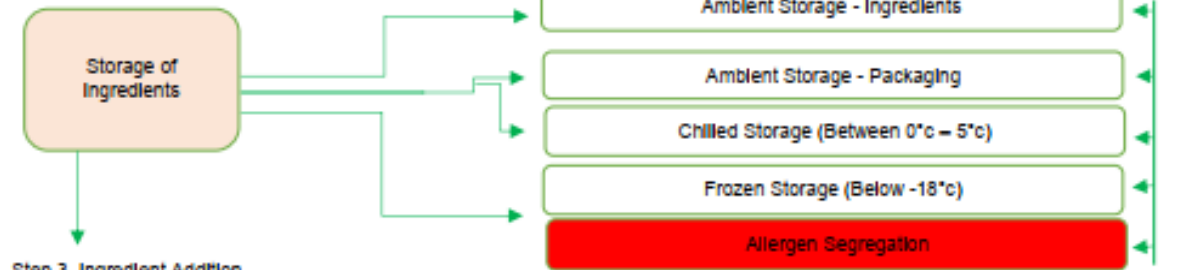 Ambient Storage - Ingredients
Storage of
Ingredients
Ambient Storage - Packaging
Chilled Storage (Between 0°c – 5°c)
Frozen Storage (Below -18°c)
Allergen Segregation
Step 3. Ingredient Addition